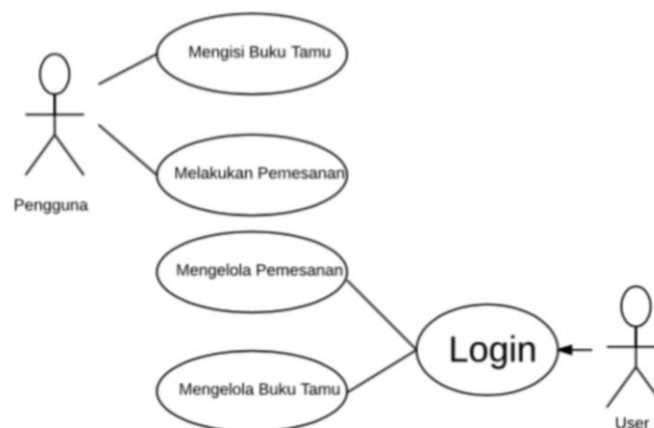 Mengisi Buku Tamu
Melakukan Pemesanan
Pengguna
Mengelola Pemesanan
Login
Mengelola Buku Tamu
User